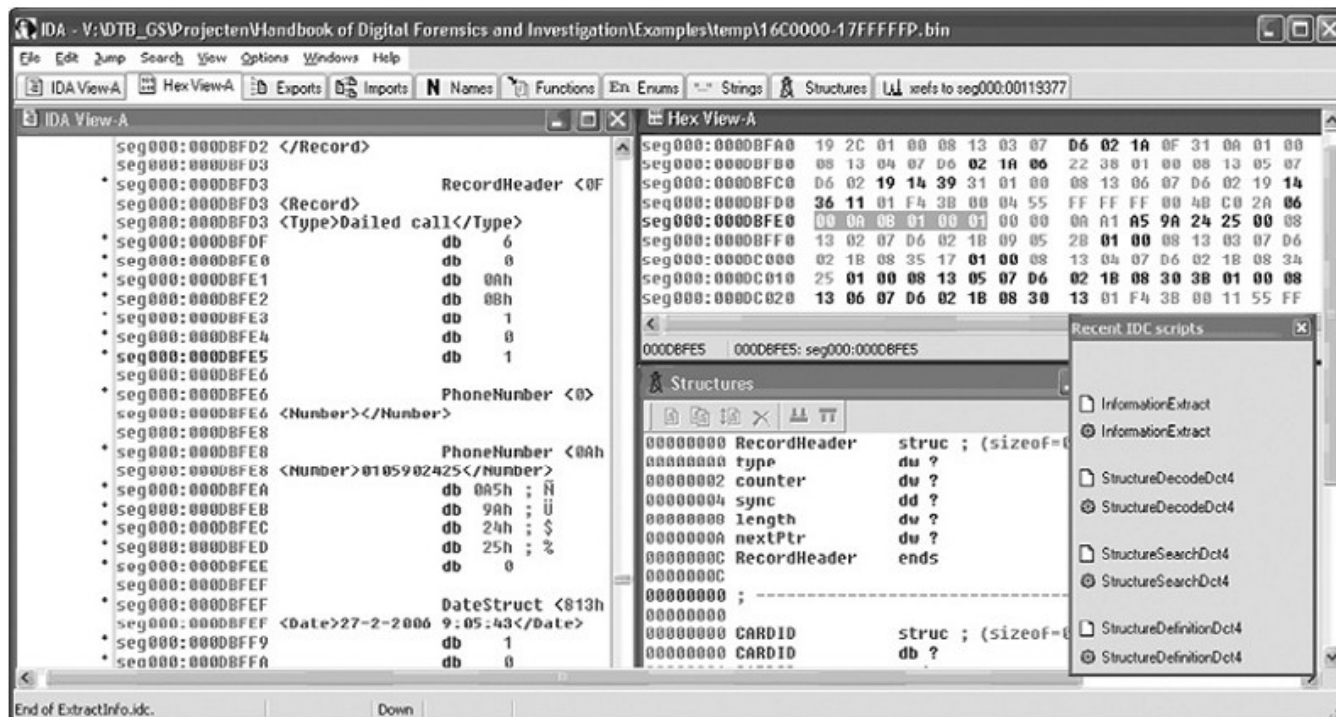 IDA - V:\DTB_GS\Projecten\Handbook of Digital Forensics and Investigation\Examples\temp\16C0000-17FFFFFP.bin
File Edit Jump Search View Options Windows Help
IDA View-A Hex View-A Exports Imports N Names Functions En Enums "..." Strings Structures xrefs to seg000:00119377
IDA View-A
seg000:000DBFD2 </Record>
seg000:000DBFD3
seg000:000DBFD3 RecordHeader <0F
seg000:000DBFD3 <Record>
seg000:000DBFD3 <Type>Dailed call</Type>
seg000:000DBFDF db 6
seg000:000DBFE0 db 0
seg000:000DBFE1 db 0Ah
seg000:000DBFE2 db 0Bh
seg000:000DBFE3 db 1
seg000:000DBFE4 db 0
seg000:000DBFE5 db 1
seg000:000DBFE6
seg000:000DBFE6 PhoneNumber <0>
seg000:000DBFE6 <Number></Number>
seg000:000DBFE8
seg000:000DBFE8 PhoneNumber <0Ah
seg000:000DBFE8 <Number>0105902425</Number>
seg000:000DBFEA db 0A5h ; Ñ
seg000:000DBFEB db 9Ah ; Ü
seg000:000DBFEC db 24h ; $
seg000:000DBFED db 25h ; %
seg000:000DBFEE db 0
seg000:000DBFEF
seg000:000DBFEF DateStruct <813h
seg000:000DBFEF <Date>27-2-2006 9:05:43</Date>
seg000:000DBFF9 db 1
seg000:000DBFFA db 0
Hex View-A
seg000:000DBFA0 19 2C 01 00 08 13 03 07 D6 02 1A 0F 31 0A 01 00
seg000:000DBFB0 08 13 04 07 D6 02 1A 06 22 38 01 00 08 13 05 07
seg000:000DBFC0 D6 02 19 14 39 31 01 00 08 13 06 07 D6 02 19 14
seg000:000DBFD0 36 11 01 F4 3B 00 04 55 FF FF FF 00 4B C0 2A 06
seg000:000DBFE0 00 0A 0B 01 00 01 00 00 0A A1 A5 9A 24 25 00 08
seg000:000DBFF0 13 02 07 D6 02 1B 09 05 2B 01 00 08 13 03 07 D6
seg000:000DC000 02 1B 08 35 17 01 00 08 13 04 07 D6 02 1B 08 34
seg000:000DC010 25 01 00 08 13 05 07 D6 02 1B 08 30 3B 01 00 08
seg000:000DC020 13 06 07 D6 02 1B 08 30 13 01 F4 3B 00 11 55 FF
000DBFE5 000DBFE5: seg000:000DBFE5
Structures
00000000 RecordHeader struc ; (sizeof=
00000000 type dw ?
00000002 counter dw ?
00000004 sync dd ?
00000008 length dw ?
0000000A nextPtr dw ?
0000000C RecordHeader ends
0000000C
00000000 ; ------------------------------
00000000
00000000 CARDID struc ; (sizeof=
00000000 CARDID db ?
Recent IDC scripts
InformationExtract
InformationExtract
StructureDecodeDct4
StructureDecodeDct4
StructureSearchDct4
StructureSearchDct4
StructureDefinitionDct4
StructureDefinitionDct4
End of ExtractInfo.idc. Down